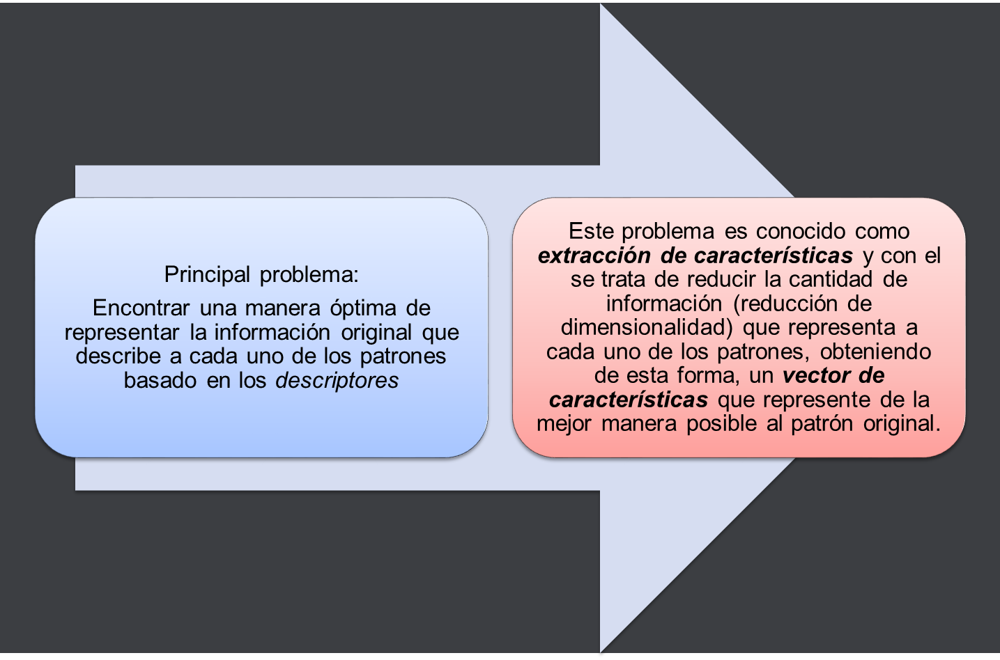 Principal problema:
Encontrar una manera óptima de
representar la información original que
describe a cada uno de los patrones
basado en los descriptores
Este problema es conocido como
extracción de características y con el
se trata de reducir la cantidad de
información (reducción de
dimensionalidad) que representa a
cada uno de los patrones, obteniendo
de esta forma, un vector de
características que represente de la
mejor manera posible al patrón original.